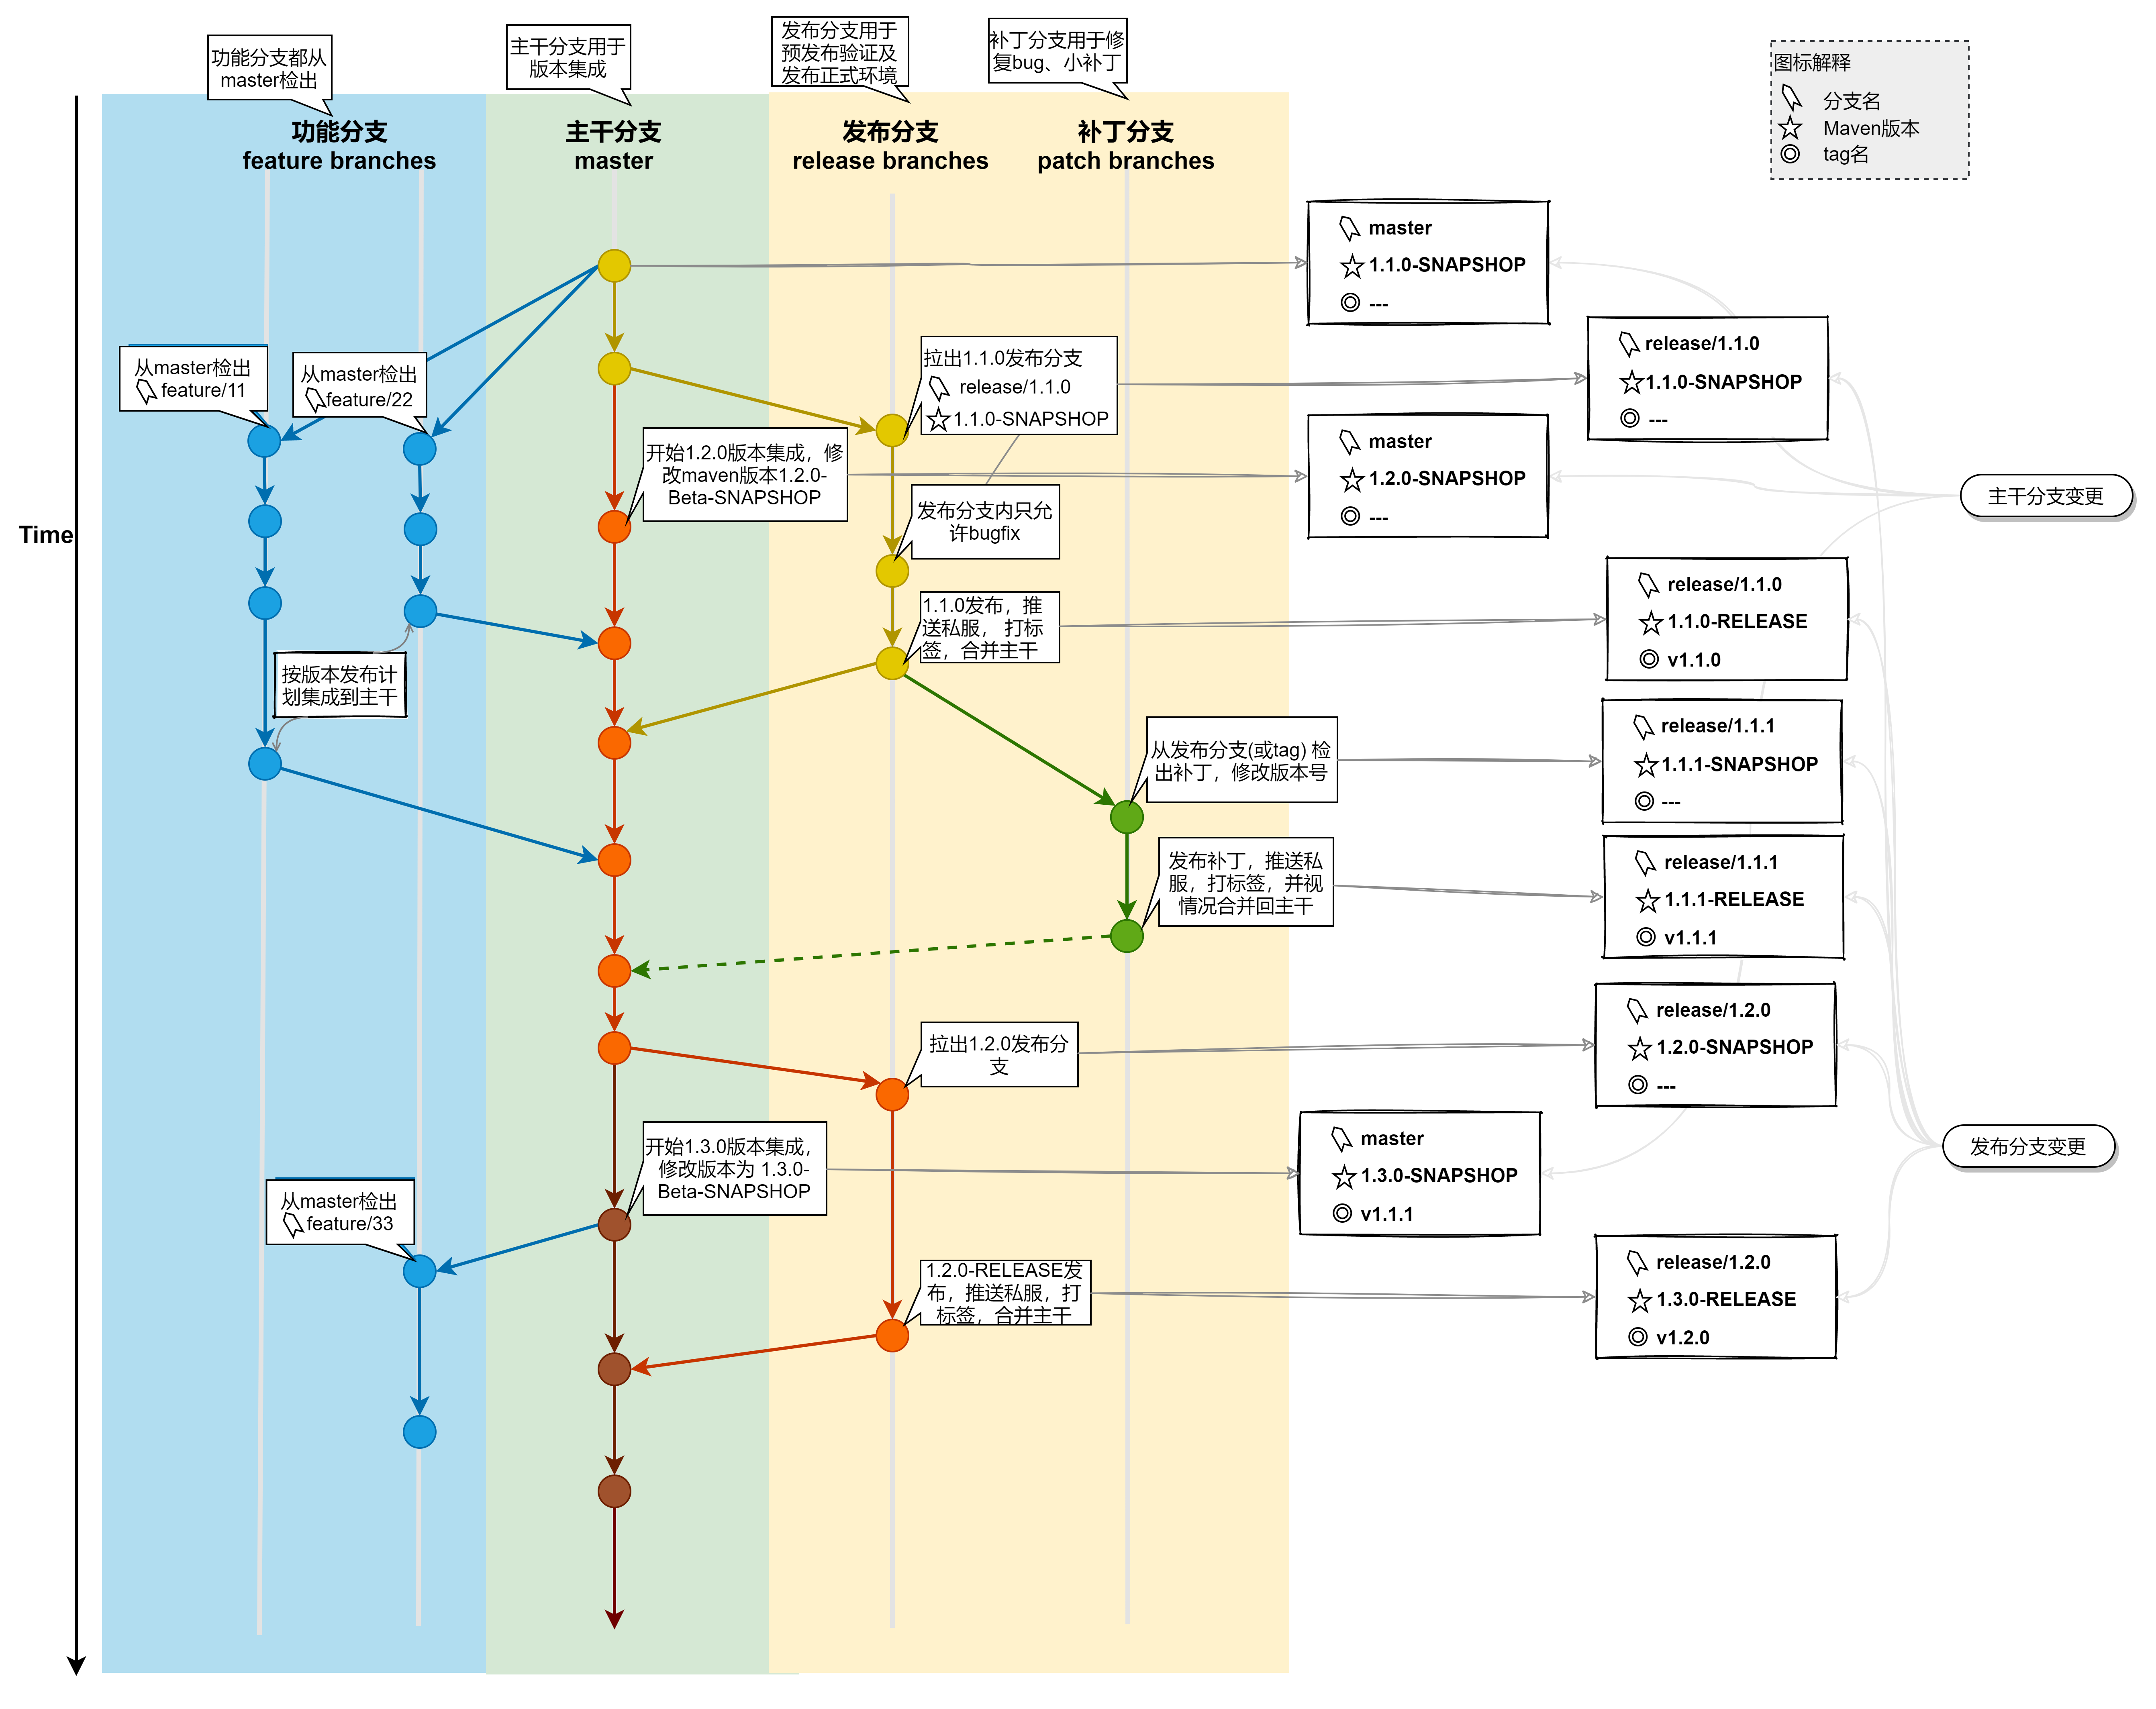 功能分支都从
master检出
主干分支用于
版本集成
发布分支用于
预发布验证及
发布正式环境
补丁分支用于修
复bug、小补丁
图标解释
分支名
Maven版本
tag名
功能分支
feature branches
主干分支
master
发布分支
release branches
补丁分支
patch branches
Time
master
1.1.0-SNAPSHOP
---
从master检出
feature/11
从master检出
feature/22
拉出1.1.0发布分支
release/1.1.0
1.1.0-SNAPSHOP
release/1.1.0
1.1.0-SNAPSHOP
---
开始1.2.0版本集成，修
改maven版本1.2.0-
Beta-SNAPSHOP
master
1.2.0-SNAPSHOP
---
主干分支变更
发布分支内只允
许bugfix
1.1.0发布，推
送私服， 打标
签，合并主干
release/1.1.0
1.1.0-RELEASE
v1.1.0
按版本发布计
划集成到主干
从发布分支(或tag) 检
出补丁，修改版本号
release/1.1.1
1.1.1-SNAPSHOP
---
发布补丁，推送私
服，打标签，并视
情况合并回主干
release/1.1.1
1.1.1-RELEASE
v1.1.1
拉出1.2.0发布分
支
release/1.2.0
1.2.0-SNAPSHOP
---
开始1.3.0版本集成，
修改版本为 1.3.0-
Beta-SNAPSHOP
master
1.3.0-SNAPSHOP
v1.1.1
发布分支变更
从master检出
feature/33
1.2.0-RELEASE发
布，推送私服，打
标签，合并主干
release/1.2.0
1.3.0-RELEASE
v1.2.0